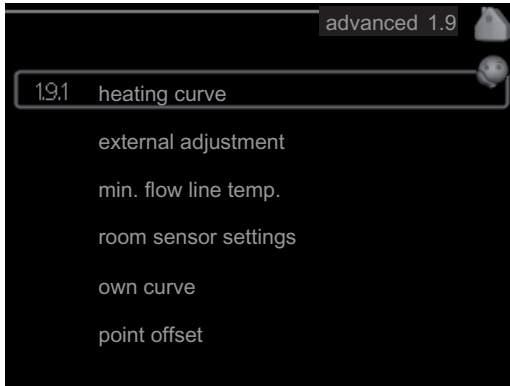 advanced 1.9
1.9.1 heating curve
external adjustment
min. flow line temp.
room sensor settings
own curve
point offset